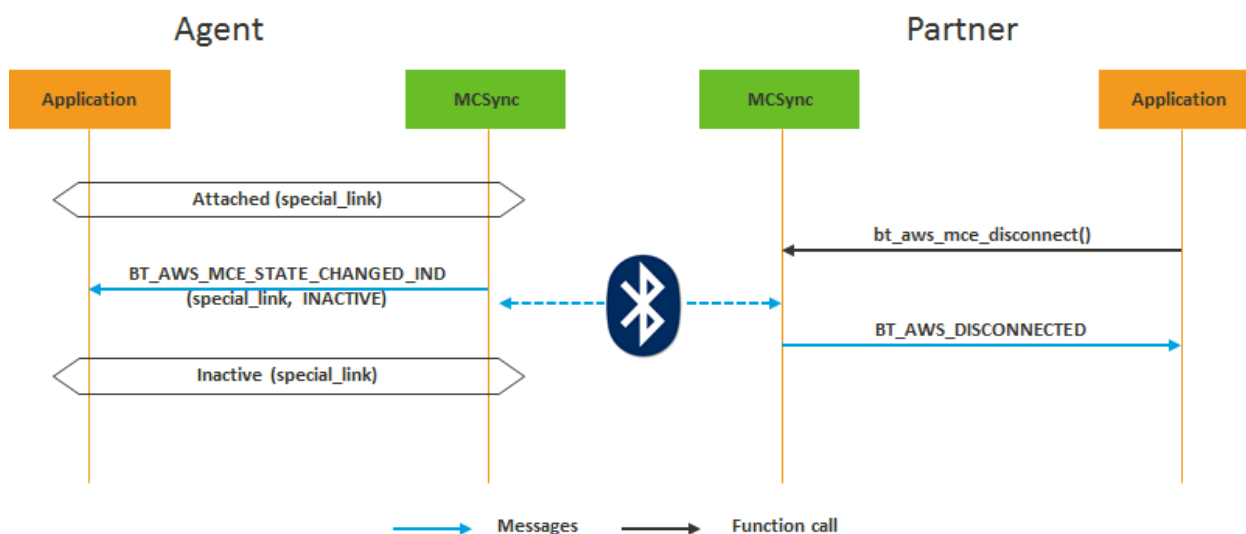 Agent
Partner
Application
MCSync
MCSync
Application
Attached (special_link)
bt_aws_mce_disconnect()
BT_AWS_MCE_STATE_CHANGED_IND
(special_link, INACTIVE)
BT_AWS_DISCONNECTED
Inactive (special_link)
Messages
Function call